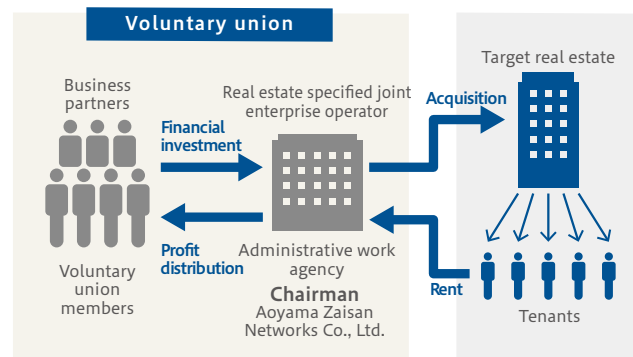 Voluntary union
Business
partners
Financial
investment
Profit
distribution
Voluntary
union
members
Real estate specified joint
enterprise operator
Administrative work
agency
Chairman
Aoyama Zaisan
Networks Co., Ltd.
Acquisition
Rent
Target real estate
Tenants